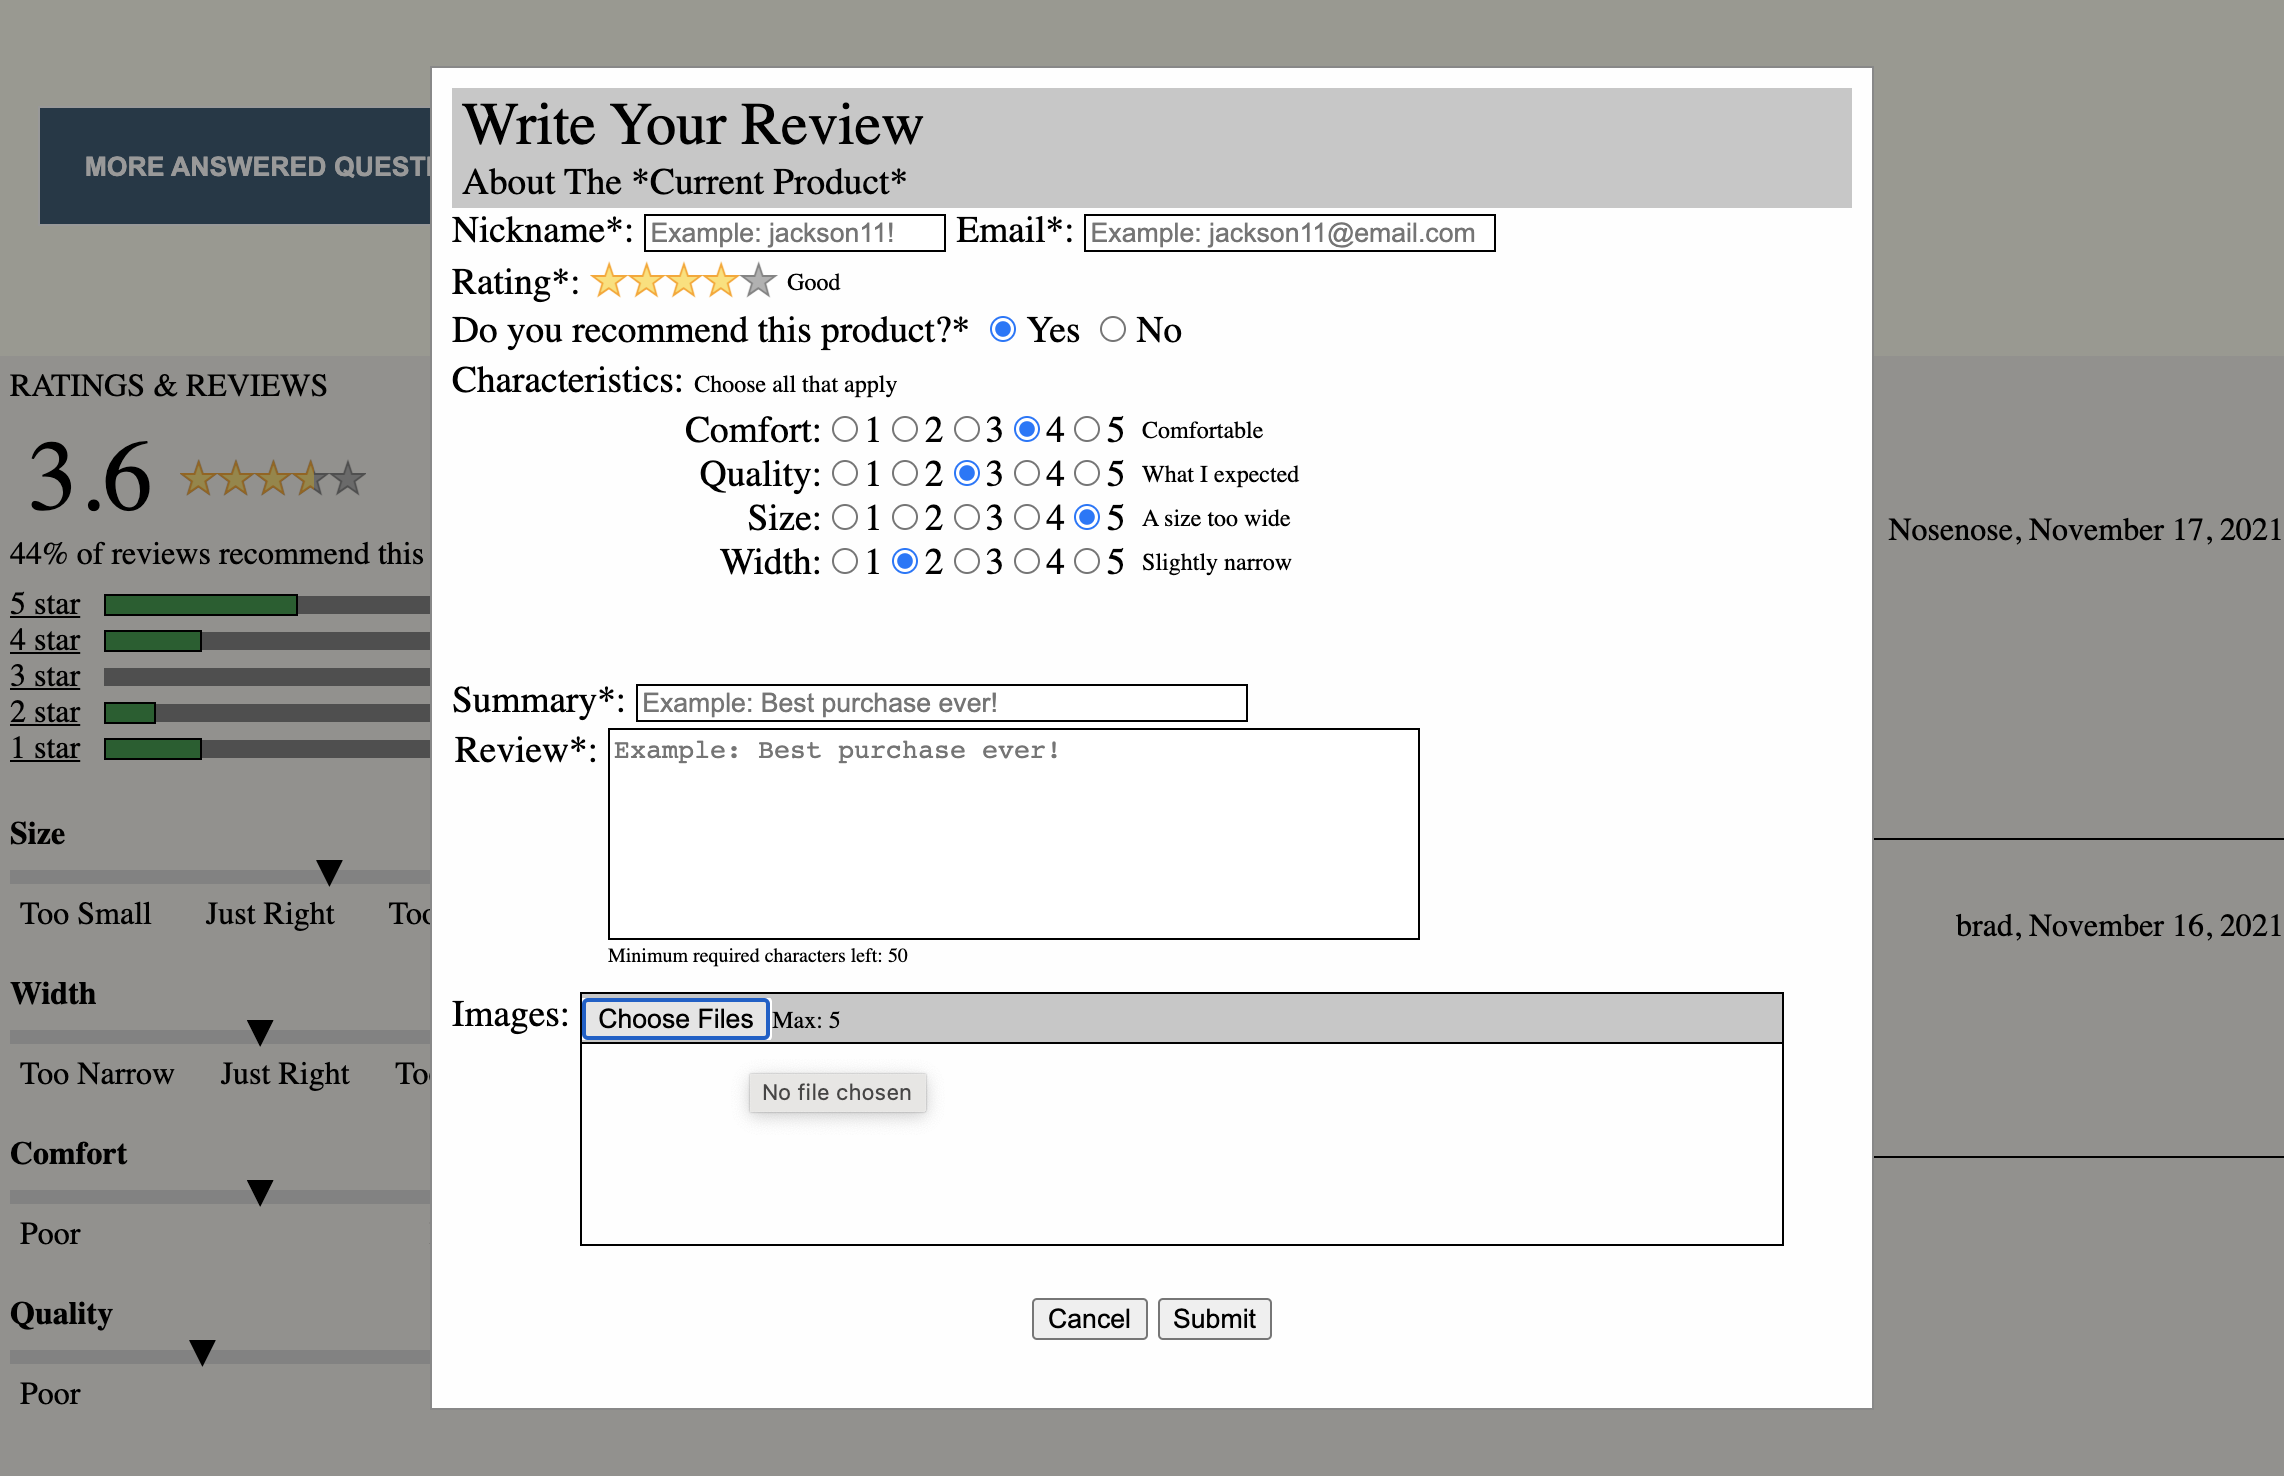 MORE ANSWERED QUEST
Write Your Review
About The *Current Product*
Nickname*: Example: jackson11! Email*: Example: jackson11@email.com
Rating*: Good
Do you recommend this product?* Yes No
Characteristics: Choose all that apply
Comfort: 1 2 3 4 5 Comfortable
Quality: 1 2 3 4 5 What I expected
Size: 1 2 3 4 5 A size too wide
Width: 1 2 3 4 5 Slightly narrow
Summary*: Example: Best purchase ever!
Review*: Example: Best purchase ever!
Minimum required characters left: 50
Images: Choose Files Max: 5
No file chosen
Cancel Submit
RATINGS & REVIEWS
3.6
44% of reviews recommend this
5 star
4 star
3 star
2 star
1 star
Size
Too Small Just Right Too
Width
Too Narrow Just Right To
Comfort
Poor
Quality
Poor
Nosenose, November 17, 2021
brad, November 16, 2021